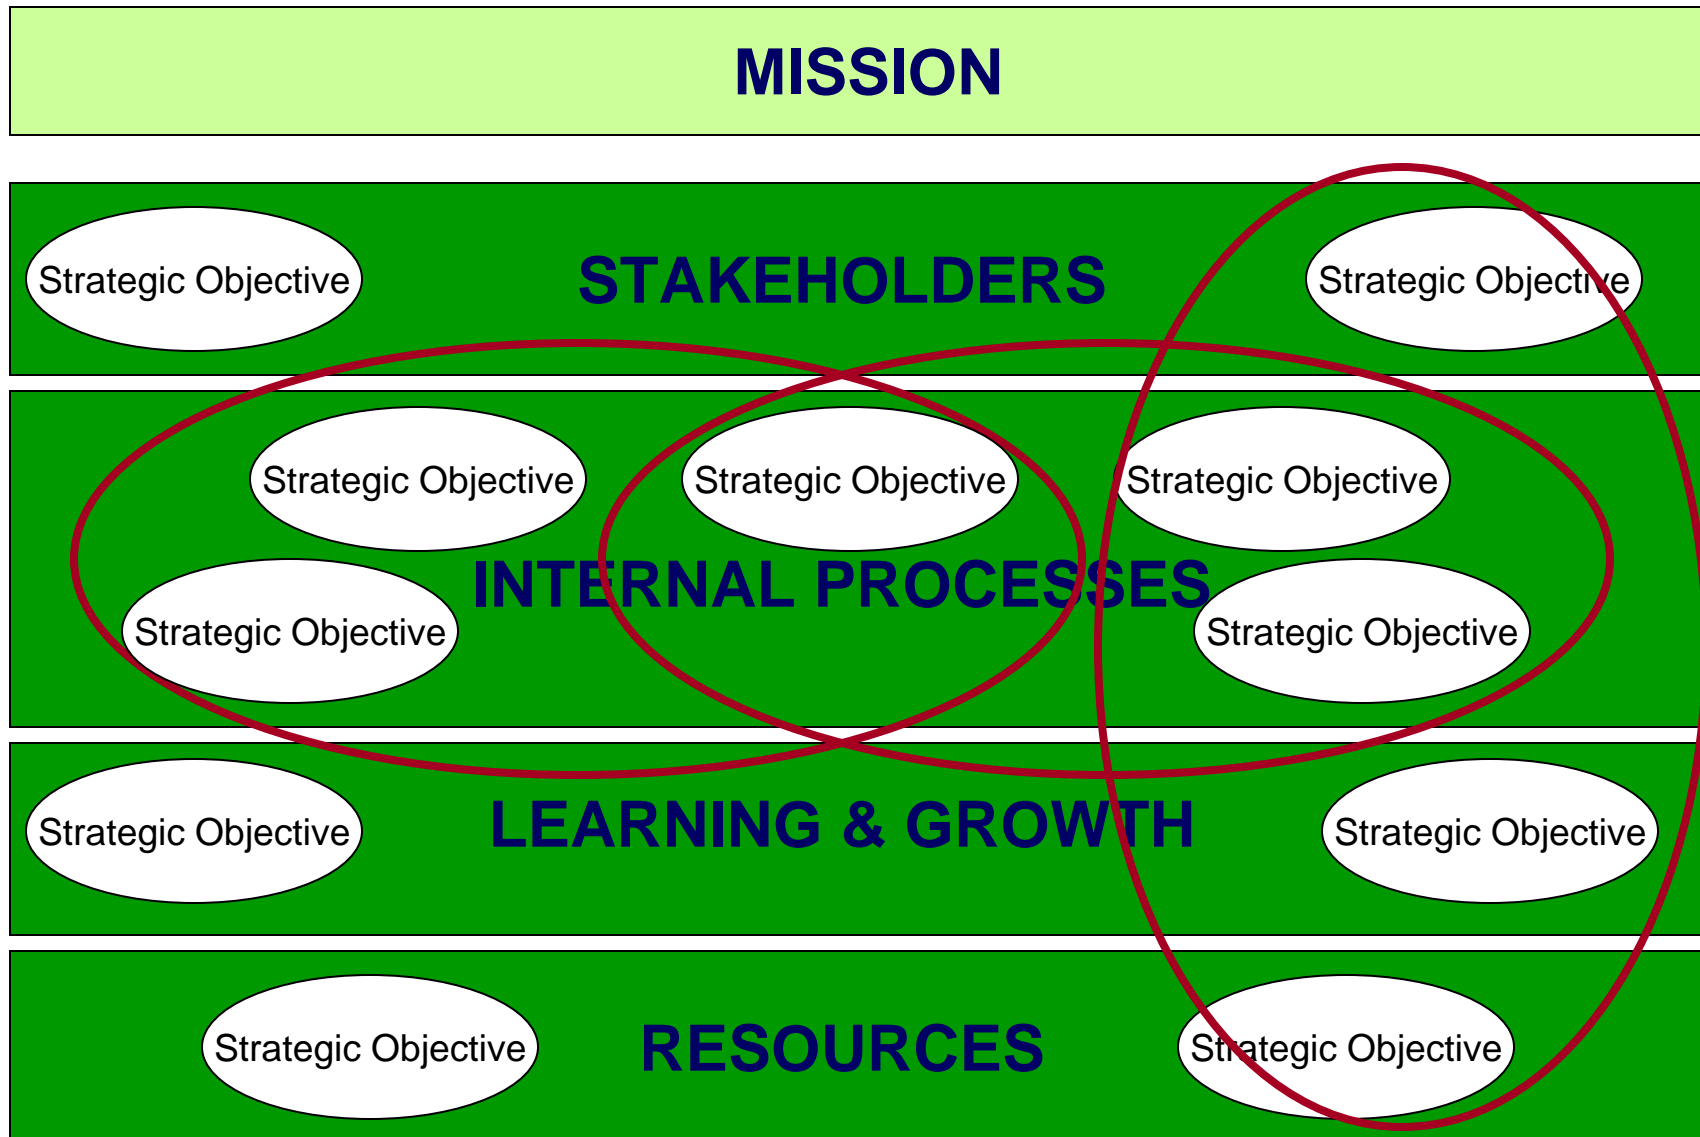 MISSION
Strategic Objective
STAKEHOLDERS
Strategic Objective
Strategic Objective
Strategic Objective
Strategic Objective
INTERNAL PROCESSES
Strategic Objective
Strategic Objective
Strategic Objective
LEARNING & GROWTH
Strategic Objective
Strategic Objective
RESOURCES
Strategic Objective